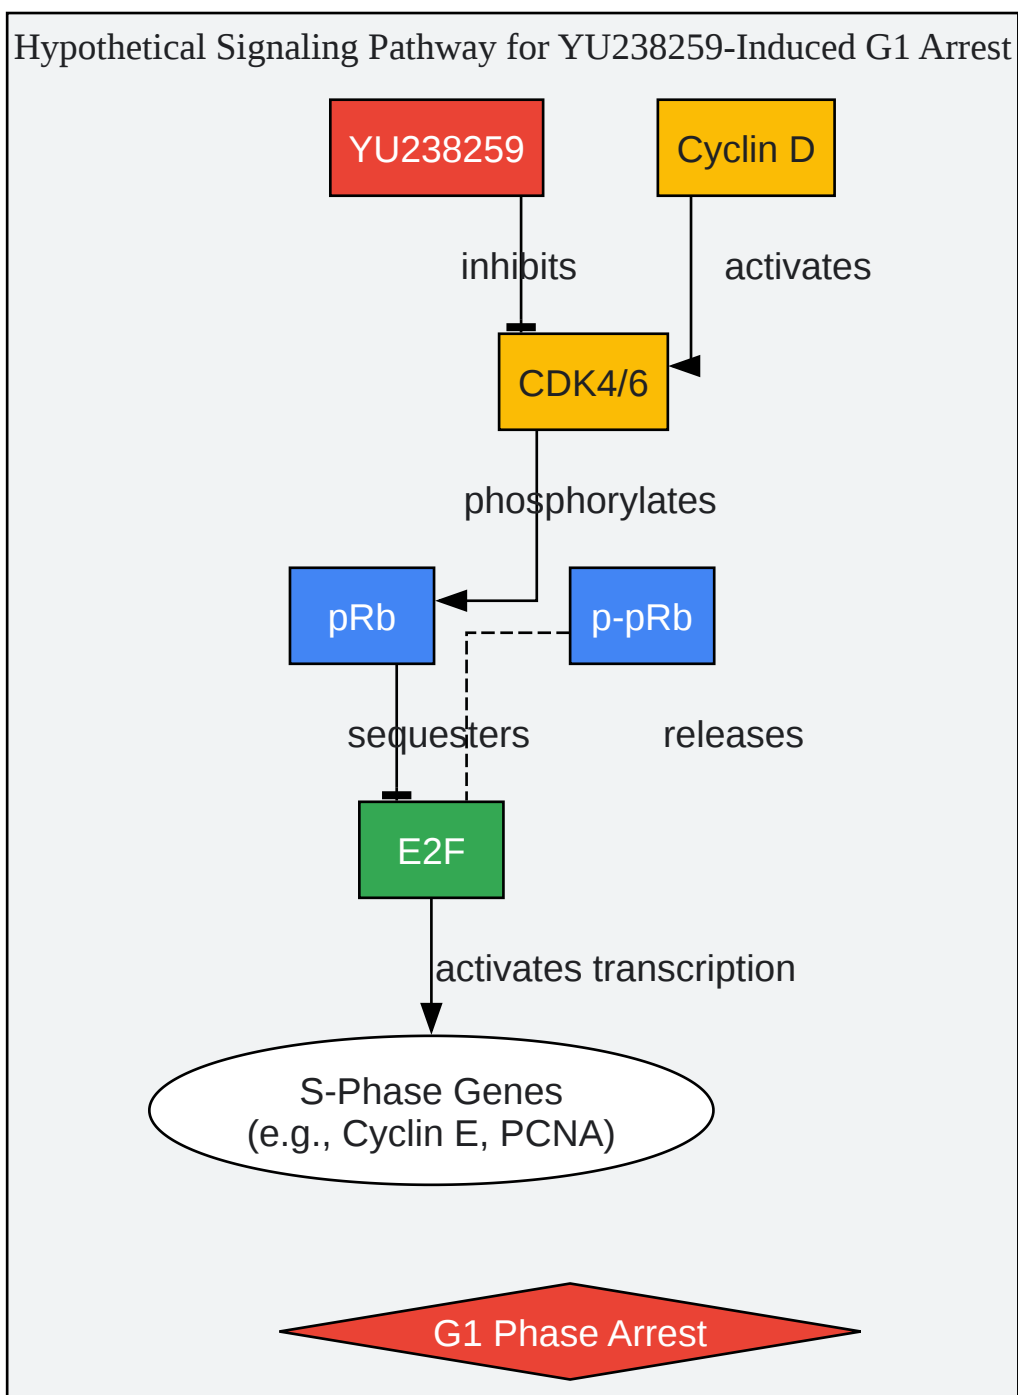 Hypothetical Signaling Pathway for YU238259-Induced G1 Arrest
YU238259
Cyclin D
inhibits
activates
CDK4/6
phosphorylates
pRb
p-pRb
sequesters
releases
E2F
activates transcription
S-Phase Genes
(e.g., Cyclin E, PCNA)
G1 Phase Arrest